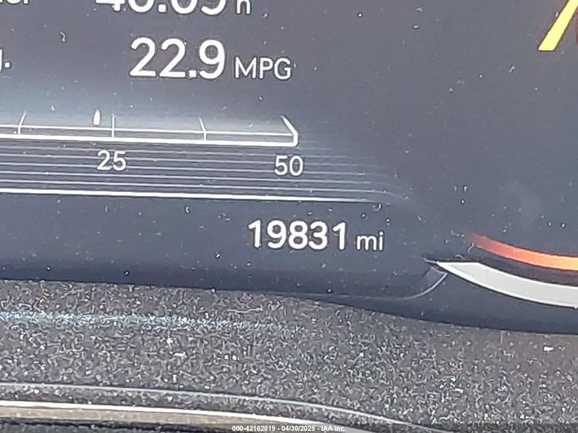 h
22.9 MPG
25 50
19831 mi
000-42162819 - 04/30/2025 - IAA Inc.